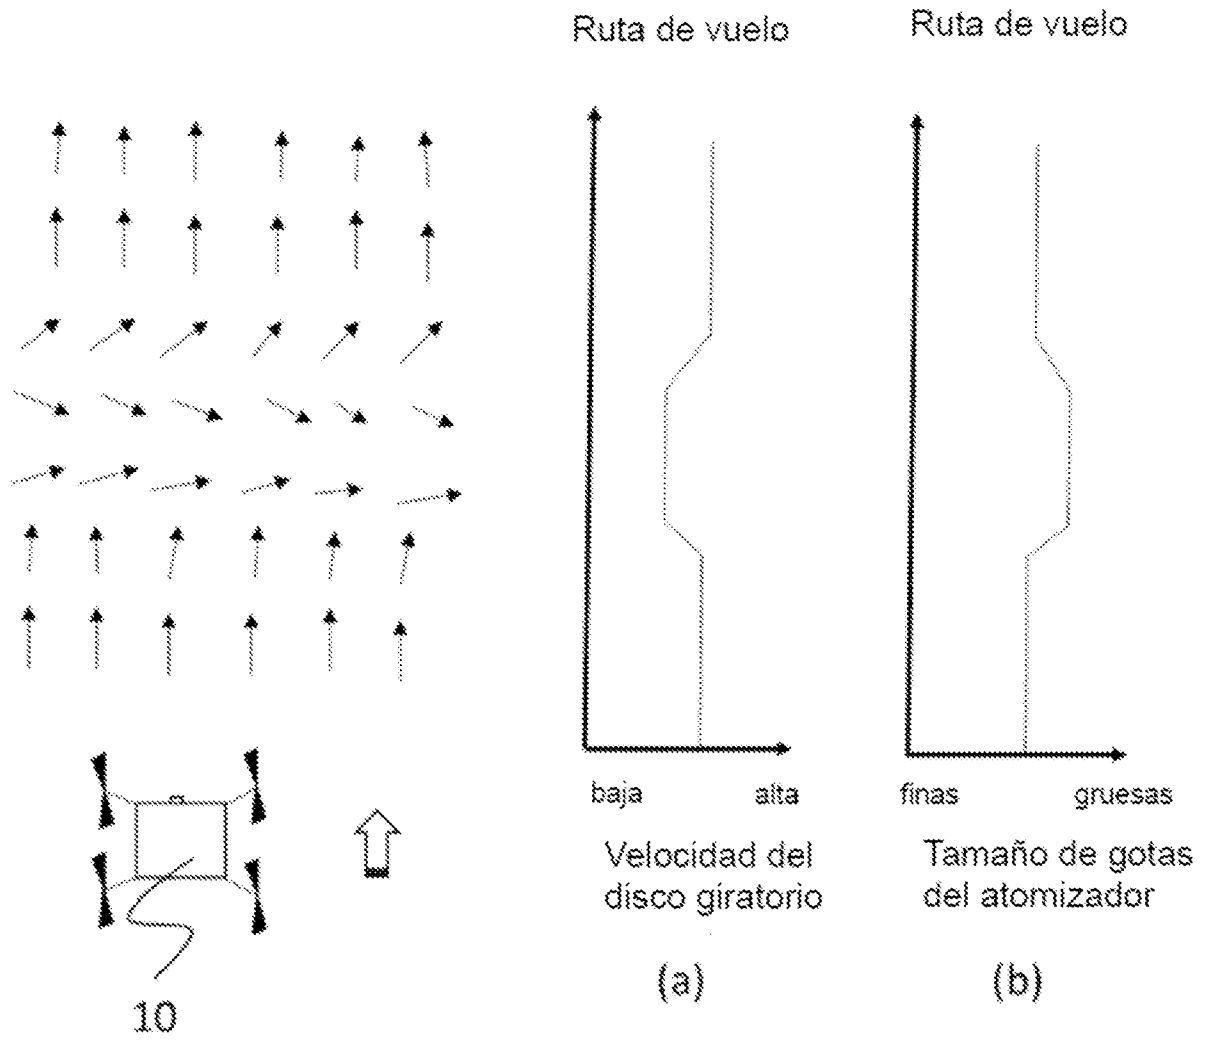 Ruta de vuelo
Ruta de vuelo
baja
alta
finas
gruesas
Velocidad del
disco giratorio
Tamaño de gotas
del atomizador
(a)
(b)
10